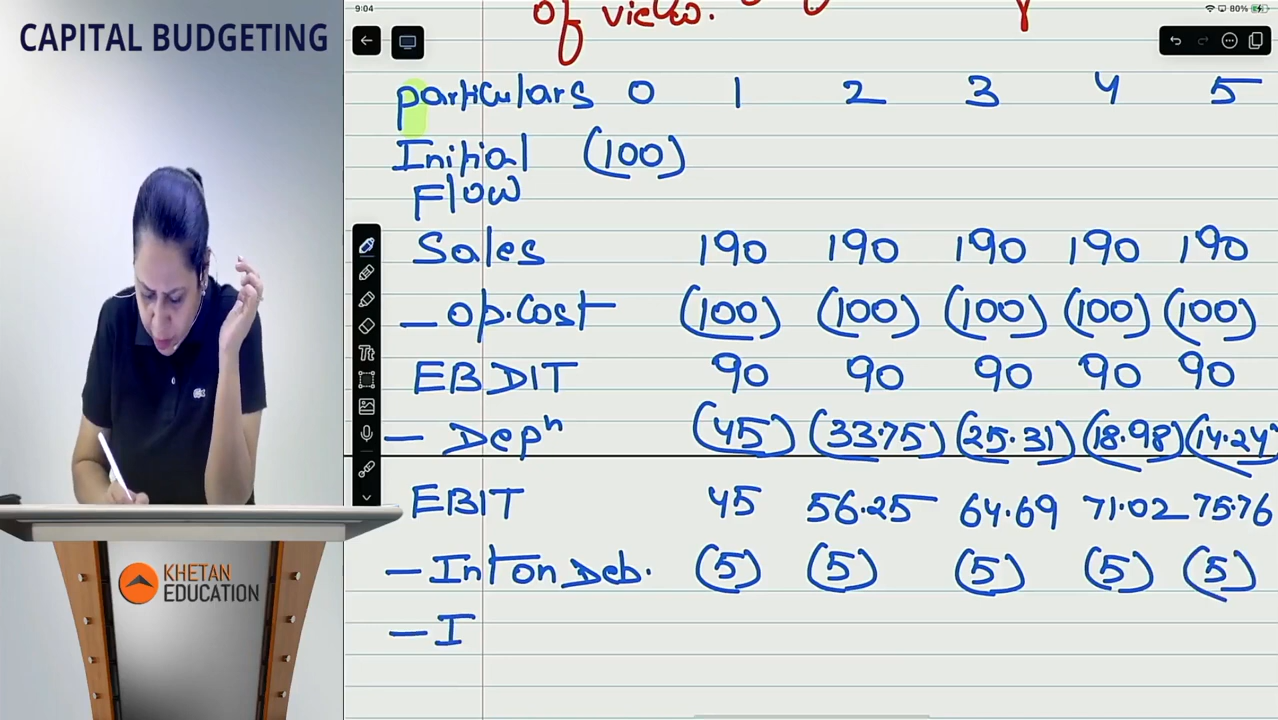 9:04
80%
CAPITAL BUDGETING
of view.
particulars 0 1 2 3 4 5
Initial (100)
Flow
Sales 190 190 190 190 190
- op.cost (100) (100) (100) (100) (100)
EBDIT 90 90 90 90 90
- Depⁿ (45) (33.75) (25.31) (18.98) (14.24)
EBIT 45 56.25 64.69 71.02 75.76
- Int on Deb. (5) (5) (5) (5) (5)
- I
Tt
KHETAN
EDUCATION